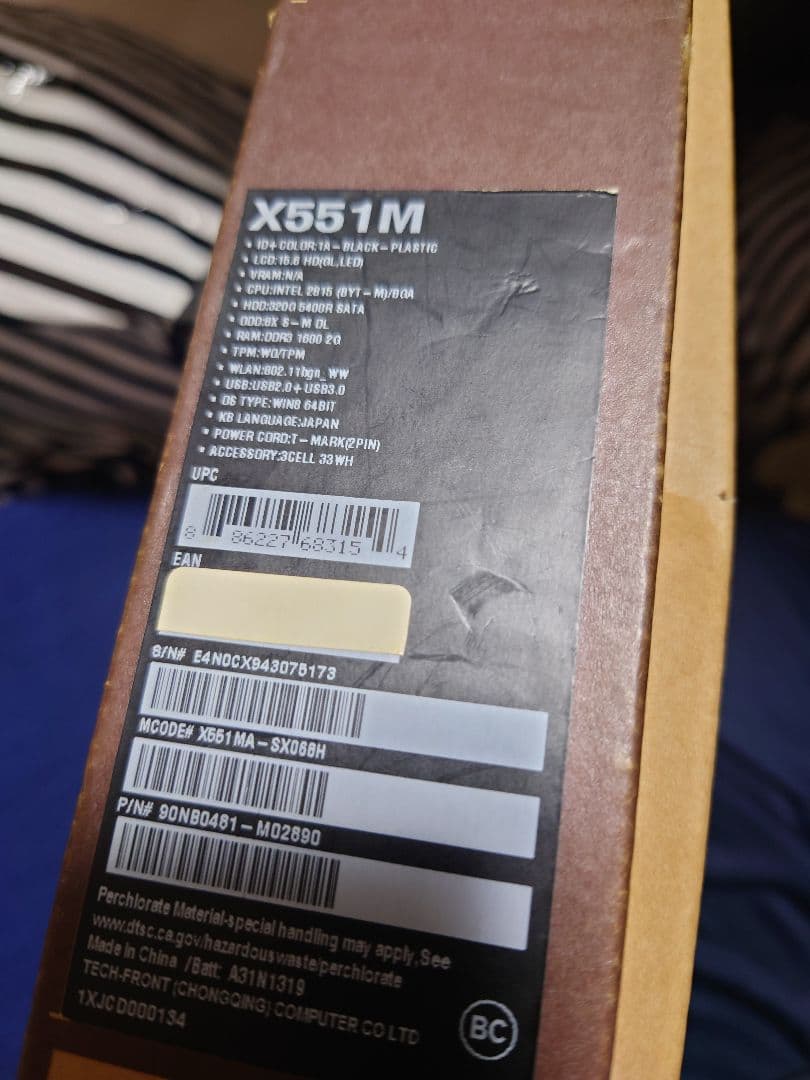 X551M
• ID+COLOR:1A-BLACK-PLASTIC
• LCD:15.6 HD(GL,LED)
• VRAM:N/A
• CPU:INTEL 2815 (BYT-M)/BGA
• HDD:320G 5400R SATA
• ODD:8X S-M DL
• RAM:DDR3 1600 2G
• TPM:WO/TPM
• WLAN:802.11bgn_WW
• USB:USB2.0+USB3.0
• OS TYPE:WIN8 64BIT
• KB LANGUAGE:JAPAN
• POWER CORD:T-MARK(2PIN)
• ACCESSORY:3CELL 33WH
UPC
8 86227 68315 4
EAN
S/N# E4N0CX943075173
MCODE# X551MA-SX068H
P/N# 90NB0481-M02890
Perchlorate Material-special handling may apply,See
www.dtsc.ca.gov/hazardouswaste/perchlorate
Made in China /Batt: A31N1319
TECH-FRONT (CHONGQING) COMPUTER CO LTD
1XJCD000134
BC